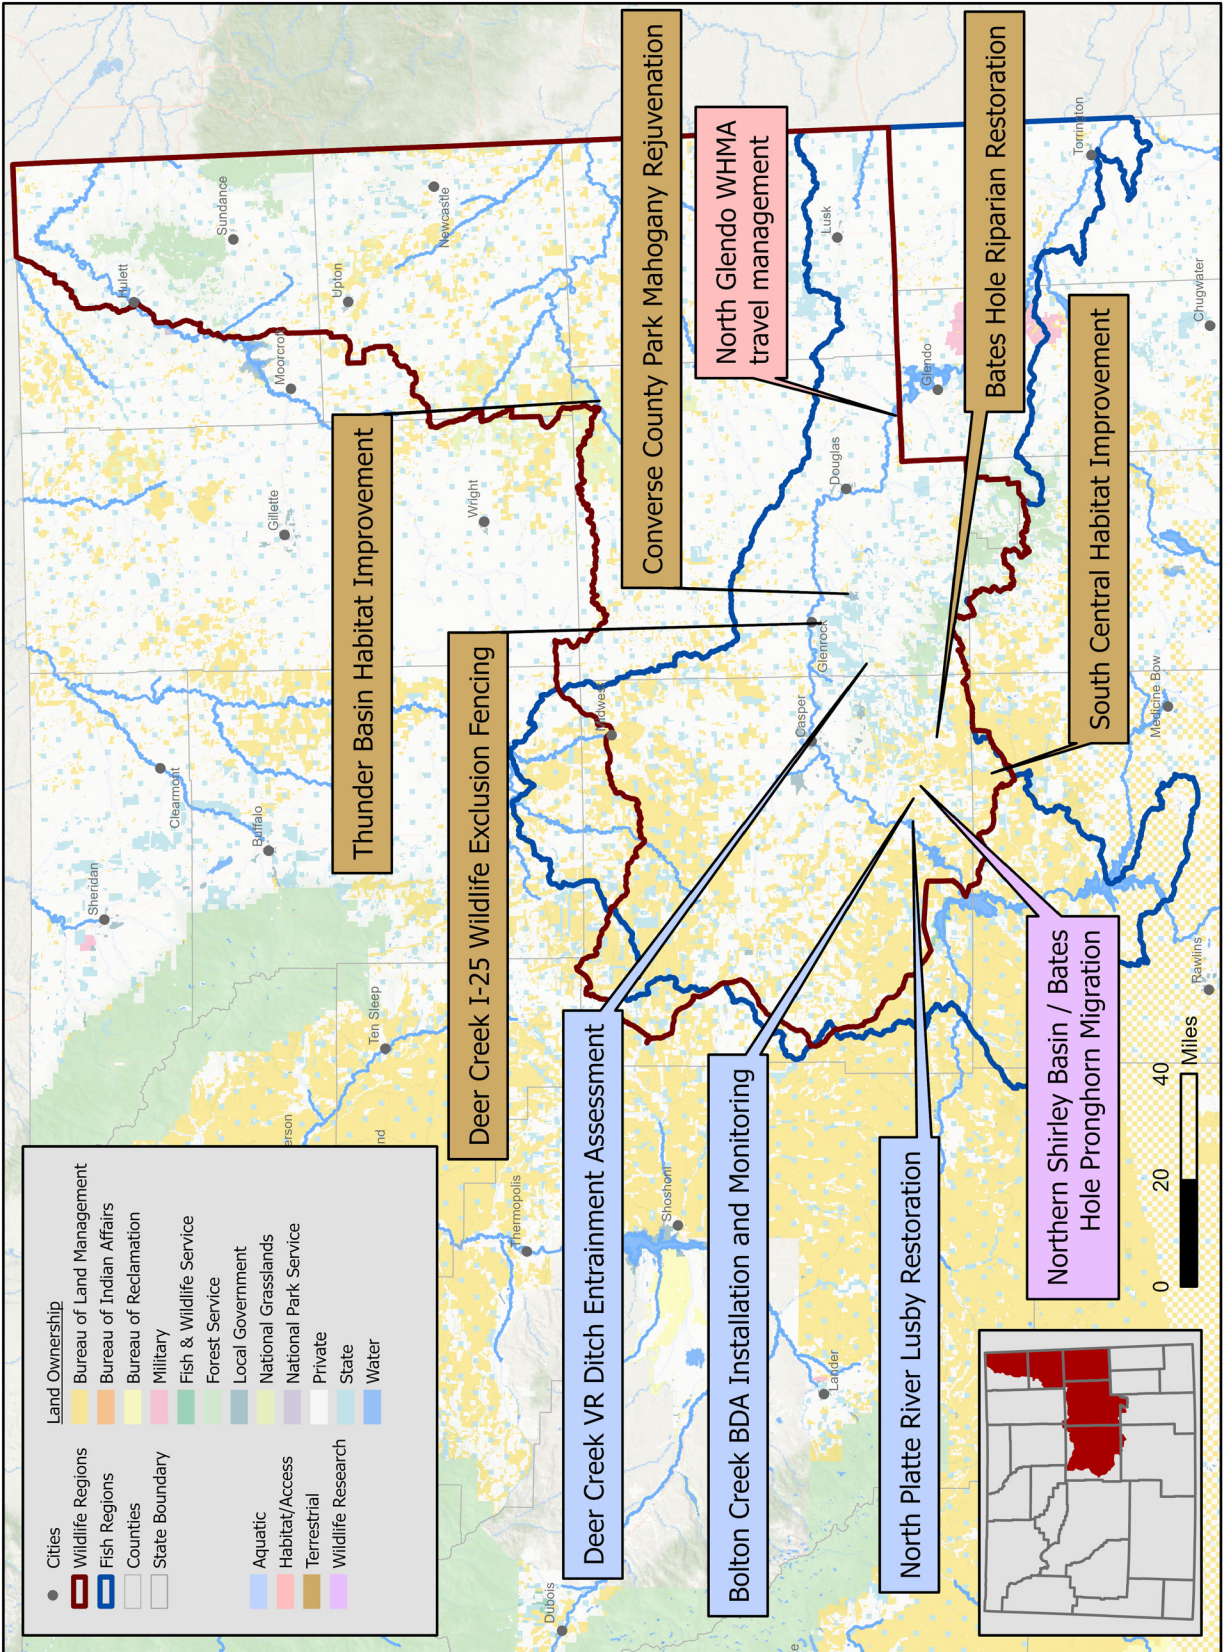 Cities
Wildlife Regions
Fish Regions
Counties
State Boundary
Aquatic
Habitat/Access
Terrestrial
Wildlife Research
Land Ownership
Bureau of Land Management
Bureau of Indian Affairs
Bureau of Reclamation
Military
Fish & Wildlife Service
Forest Service
Local Government
National Grasslands
National Park Service
Private
State
Water
Thunder Basin Habitat Improvement
Deer Creek I-25 Wildlife Exclusion Fencing
Converse County Park Mahogany Rejuvenation
North Glendo WHMA
travel management
Bates Hole Riparian Restoration
South Central Habitat Improvement
Deer Creek VR Ditch Entrainment Assessment
Bolton Creek BDA Installation and Monitoring
North Platte River Lusby Restoration
Northern Shirley Basin / Bates
Hole Pronghorn Migration
Sheridan
Clearmont
Buffalo
Gillette
Moorcroft
Hulett
Sundance
Upton
Newcastle
Wright
Ten Sleep
erson
nd
Thermopolis
Shoshoni
Lander
Dubois
e
Midwest
Casper
Glenrock
Douglas
Lusk
Glendo
Torrington
Chugwater
Medicine Bow
Rawlins
0 20 40
Miles